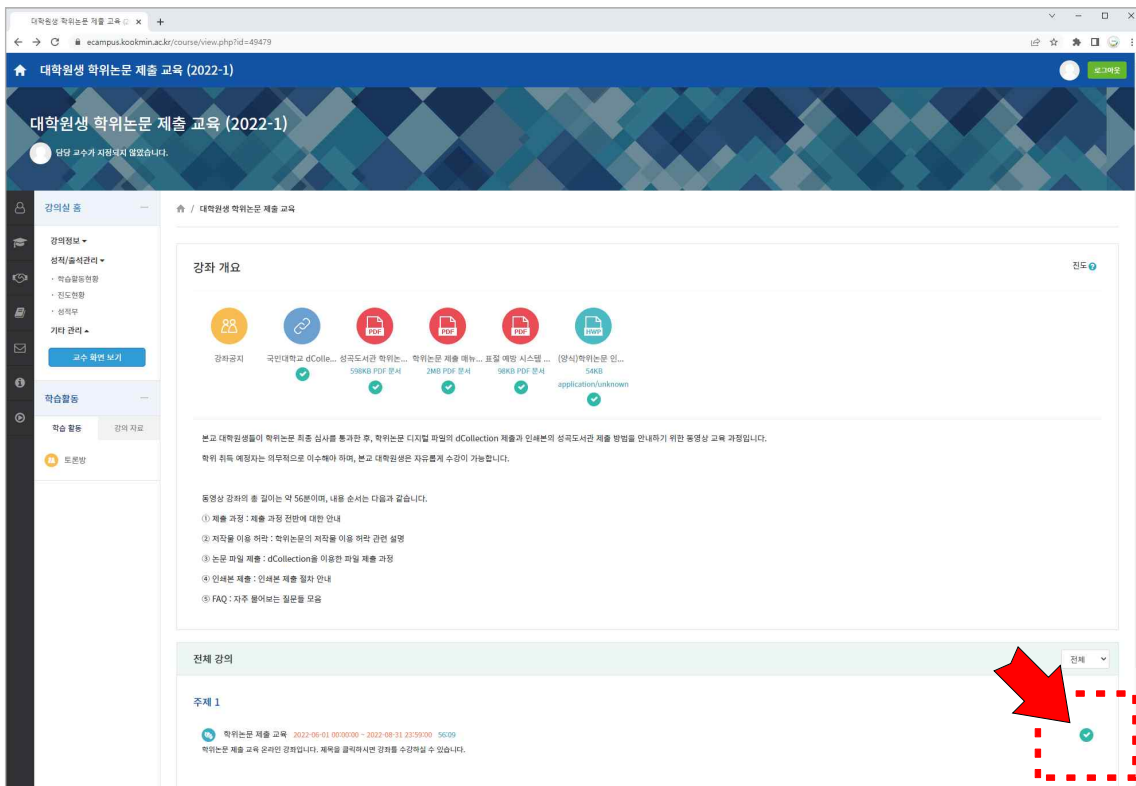 대학원생 학위논문 제출 교육
ecampus.kookmin.ac.kr/course/view.php?id=49479
대학원생 학위논문 제출 교육 (2022-1)
로그아웃
대학원생 학위논문 제출 교육 (2022-1)
담당 교수가 지정되지 않았습니다.
강의실 홈
/ 대학원생 학위논문 제출 교육
강의정보
성적/출석관리
· 학습활동현황
· 진도현황
· 성적부
기타 관리
교수 화면 보기
학습활동
학습 활동 강의 자료
토론방
강좌 개요
진도
PDF PDF PDF HWP
강좌공지 국민대학교 dColle... 성곡도서관 학위논... 학위논문 제출 매뉴... 표절 예방 시스템 ... (양식)학위논문 인...
598KB PDF 문서 2MB PDF 문서 98KB PDF 문서 54KB
application/unknown
본교 대학원생들이 학위논문 최종 심사를 통과한 후, 학위논문 디지털 파일의 dCollection 제출과 인쇄본의 성곡도서관 제출 방법을 안내하기 위한 동영상 교육 과정입니다.
학위 취득 예정자는 의무적으로 이수해야 하며, 본교 대학원생은 자유롭게 수강이 가능합니다.
동영상 강좌의 총 길이는 약 56분이며, 내용 순서는 다음과 같습니다.
① 제출 과정 : 제출 과정 전반에 대한 안내
② 저작물 이용 허락 : 학위논문의 저작물 이용 허락 관련 설명
③ 논문 파일 제출 : dCollection을 이용한 파일 제출 과정
④ 인쇄본 제출 : 인쇄본 제출 절차 안내
⑤ FAQ : 자주 물어보는 질문들 모음
전체 강의
전체
주제 1
학위논문 제출 교육 2022-06-01 00:00:00 ~ 2022-08-31 23:59:00 56:09
학위논문 제출 교육 온라인 강좌입니다. 제목을 클릭하시면 강좌를 수강하실 수 있습니다.